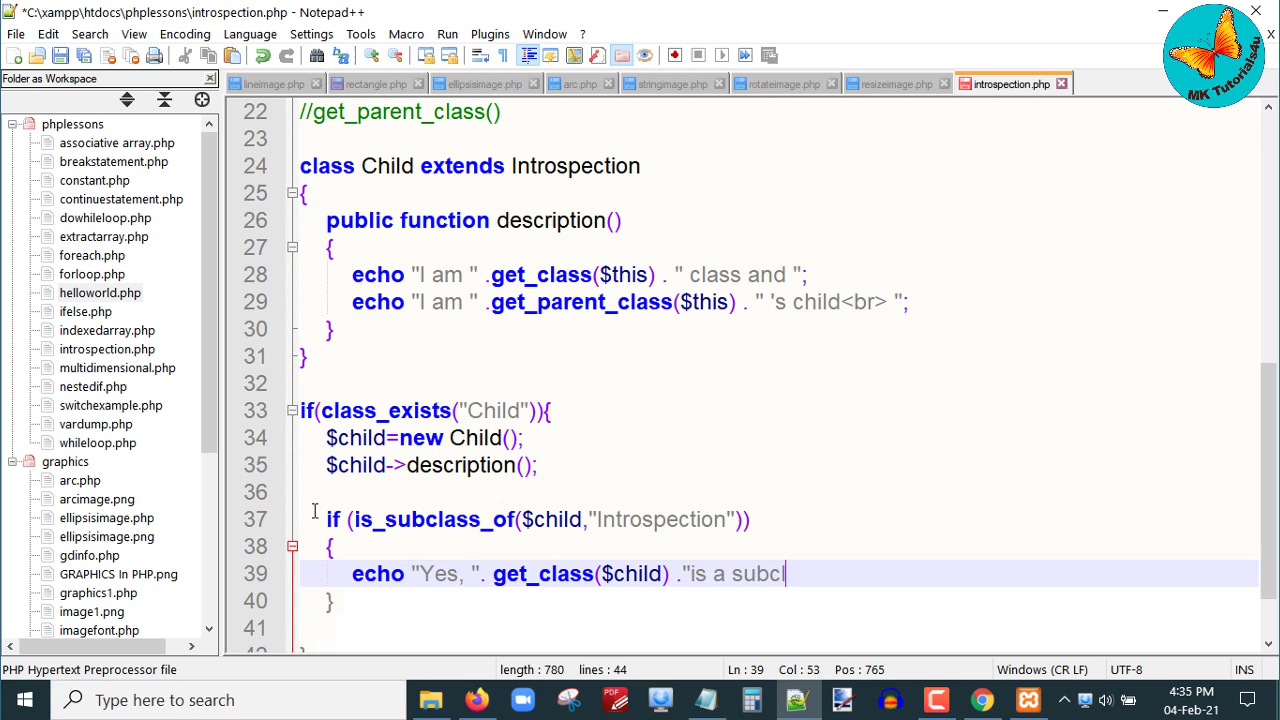 *C:\xampp\htdocs\phplessons\introspection.php - Notepad++
File Edit Search View Encoding Language Settings Tools Macro Run Plugins Window ?
MK Tutorials4u
Folder as Workspace
lineimage.php rectangle.php ellipsisimage.php arc.php stringimage.php rotateimage.php resizeimage.php introspection.php
phplessons
associative array.php
breakstatement.php
constant.php
continuestatement.php
dowhileloop.php
extractarray.php
foreach.php
forloop.php
helloworld.php
ifelse.php
indexedarray.php
introspection.php
multidimensional.php
nestedif.php
switchexample.php
vardump.php
whileloop.php
graphics
arc.php
arcimage.png
ellipsisimage.php
ellipsisimage.png
gdinfo.php
GRAPHICS In PHP.png
graphics1.php
image1.png
imagefont.php
22 //get_parent_class()
23
24 class Child extends Introspection
25 {
26 public function description()
27 {
28 echo "I am " .get_class($this) . " class and ";
29 echo "I am " .get_parent_class($this) . " 's child<br> ";
30 }
31 }
32
33 if(class_exists("Child")){
34 $child=new Child();
35 $child->description();
36
37 if (is_subclass_of($child,"Introspection"))
38 {
39 echo "Yes, ". get_class($child) ."is a subcl
40 }
41
PHP Hypertext Preprocessor file length : 780 lines : 44 Ln : 39 Col : 53 Pos : 765 Windows (CR LF) UTF-8 INS
Type here to search
4:35 PM
04-Feb-21